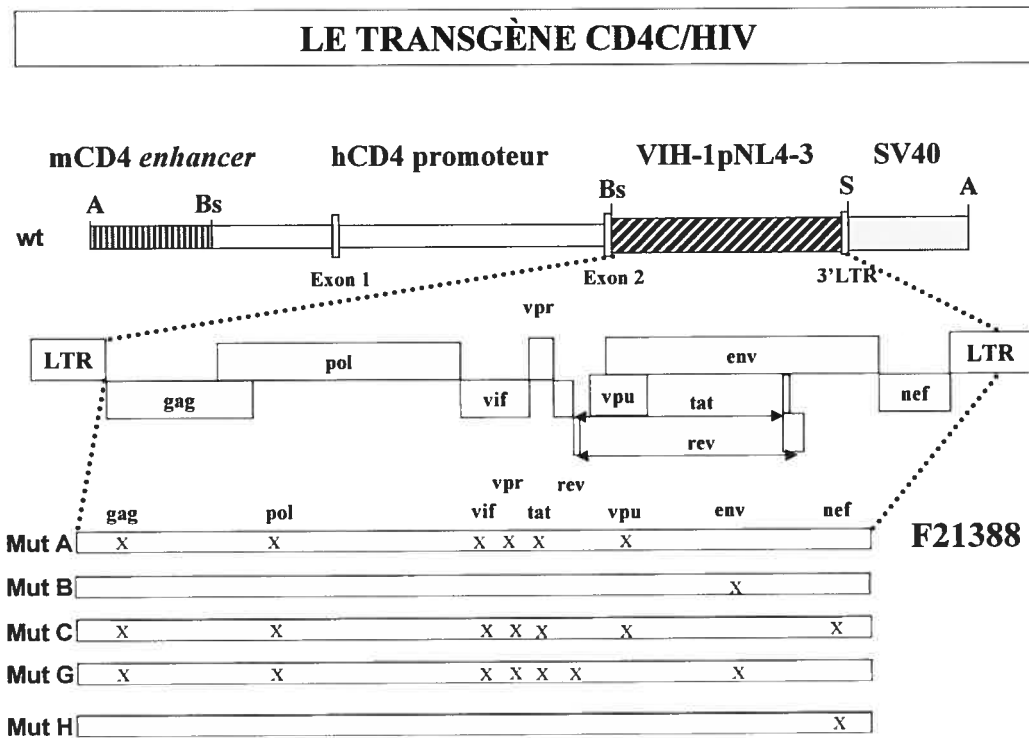 LE TRANSGÈNE CD4C/HIV
mCD4 enhancer hCD4 promoteur VIH-1pNL4-3 SV40
A Bs Bs S A
wt
Exon 1 Exon 2 3'LTR
vpr
LTR pol env LTR
gag vif vpu tat nef
rev
vpr rev
gag pol vif tat vpu env nef
Mut A X X X X X X F21388
Mut B X
Mut C X X X X X X X
Mut G X X X X X X X
Mut H X